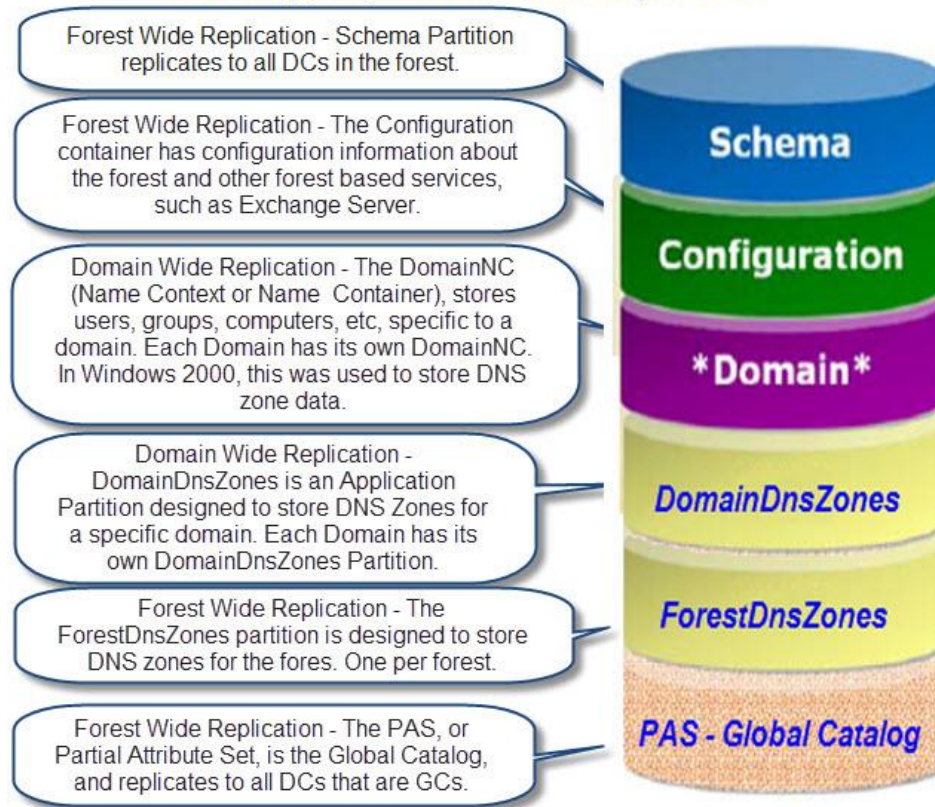 Forest Wide Replication - Schema Partition
replicates to all DCs in the forest.
Forest Wide Replication - The Configuration
container has configuration information about
the forest and other forest based services,
such as Exchange Server.
Domain Wide Replication - The DomainNC
(Name Context or Name Container), stores
users, groups, computers, etc, specific to a
domain. Each Domain has its own DomainNC.
In Windows 2000, this was used to store DNS
zone data.
Domain Wide Replication -
DomainDnsZones is an Application
Partition designed to store DNS Zones for
a specific domain. Each Domain has its
own DomainDnsZones Partition.
Forest Wide Replication - The
ForestDnsZones partition is designed to store
DNS zones for the fores. One per forest.
Forest Wide Replication - The PAS, or
Partial Attribute Set, is the Global Catalog,
and replicates to all DCs that are GCs.
Schema
Configuration
*Domain*
DomainDnsZones
ForestDnsZones
PAS - Global Catalog